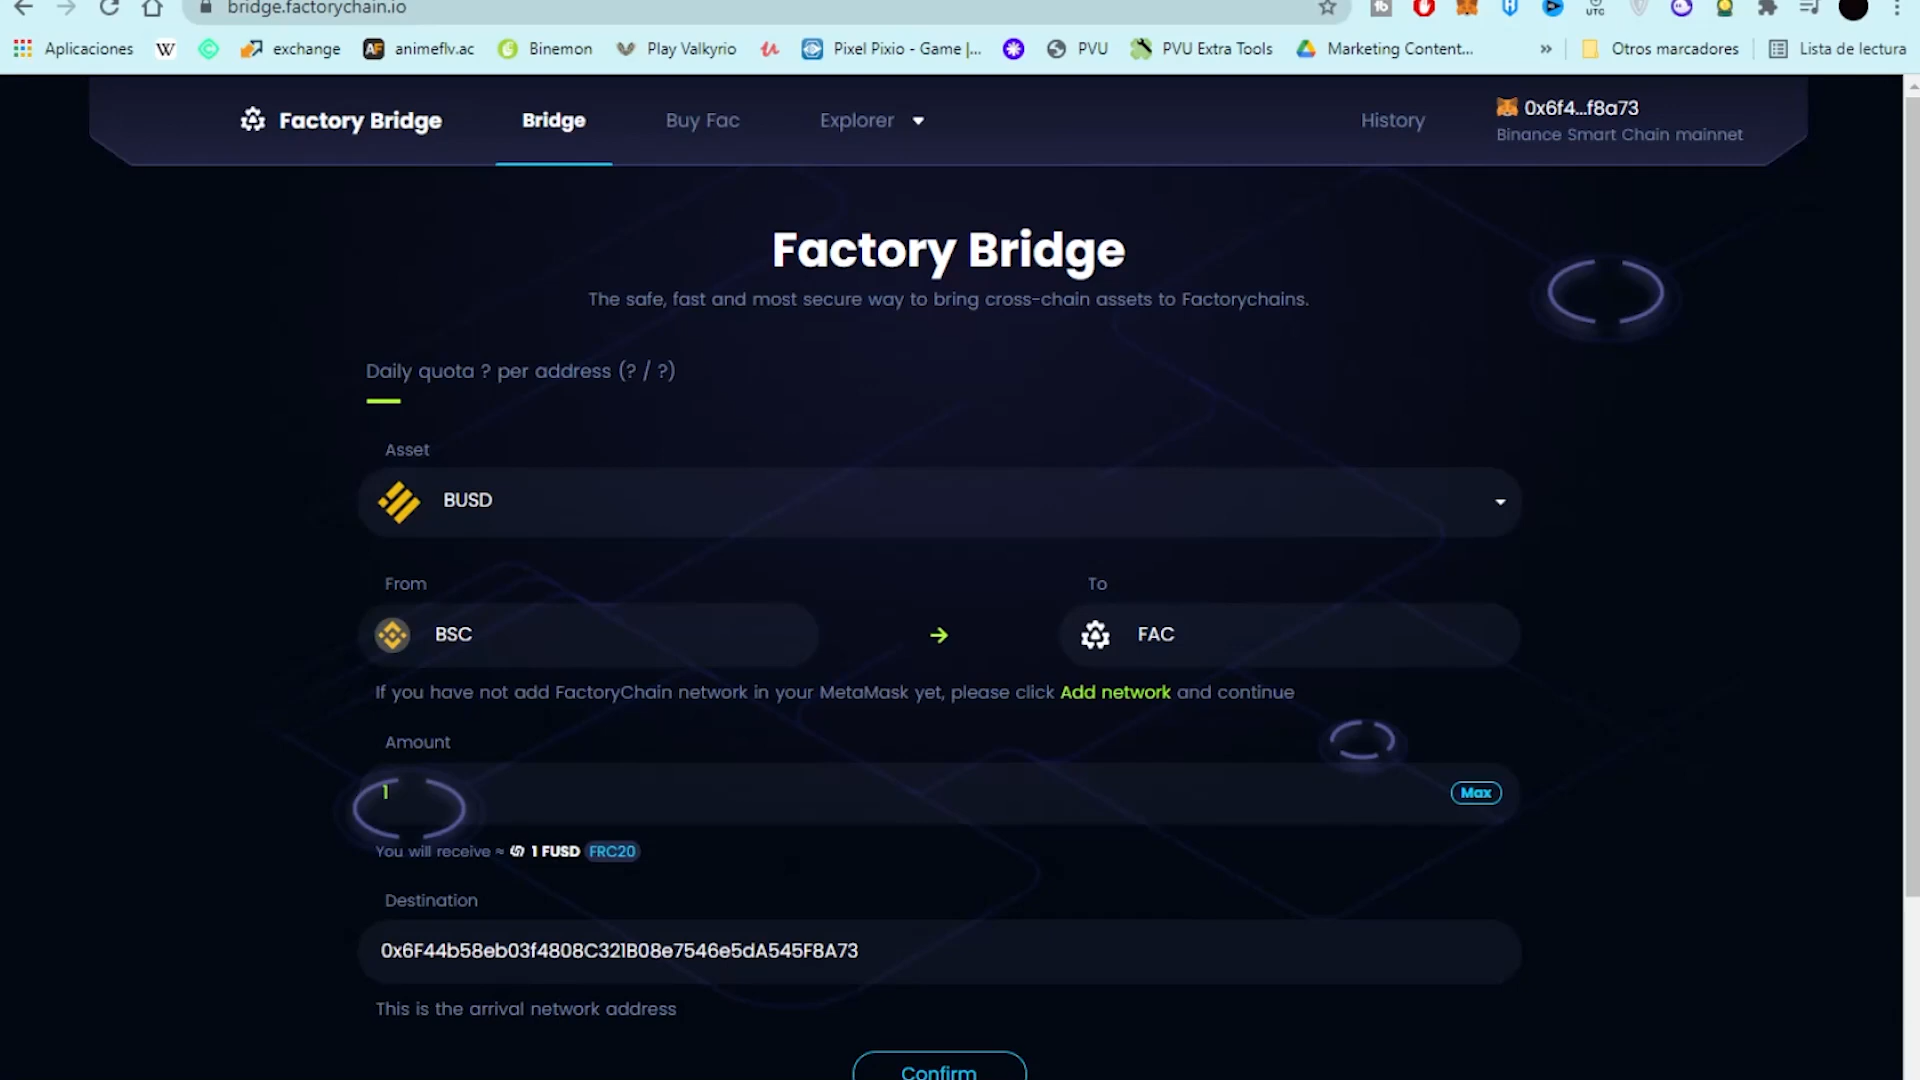 bridge.factorychain.io
Aplicaciones
exchange
animeflv.ac
Binemon
Play Valkyrio
Pixel Pixio - Game |...
PVU
PVU Extra Tools
Marketing Content...
»
Otros marcadores
Lista de lectura
Factory Bridge
Bridge
Buy Fac
Explorer
History
0x6f4...f8a73
Binance Smart Chain mainnet
Factory Bridge
The safe, fast and most secure way to bring cross-chain assets to Factorychains.
Daily quota ? per address (? / ?)
Asset
BUSD
From
To
BSC
FAC
If you have not add FactoryChain network in your MetaMask yet, please click Add network and continue
Amount
1
Max
You will receive ≈ 1 FUSD FRC20
Destination
0x6F44b58eb03f4808C321B08e7546e5dA545F8A73
This is the arrival network address
Confirm